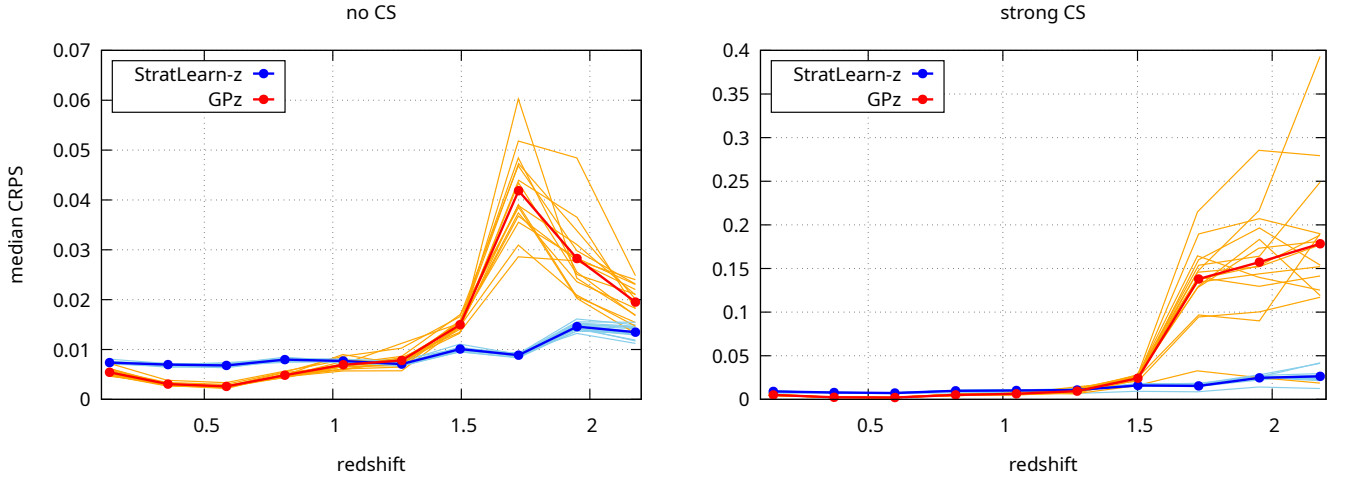 no CS
0.07
0.06
0.05
0.04
0.03
0.02
0.01
0
median CRPS
StratLearn-z
GPz
0.5
1
1.5
2
redshift
strong CS
0.4
0.35
0.3
0.25
0.2
0.15
0.1
0.05
0
StratLearn-z
GPz
0.5
1
1.5
2
redshift